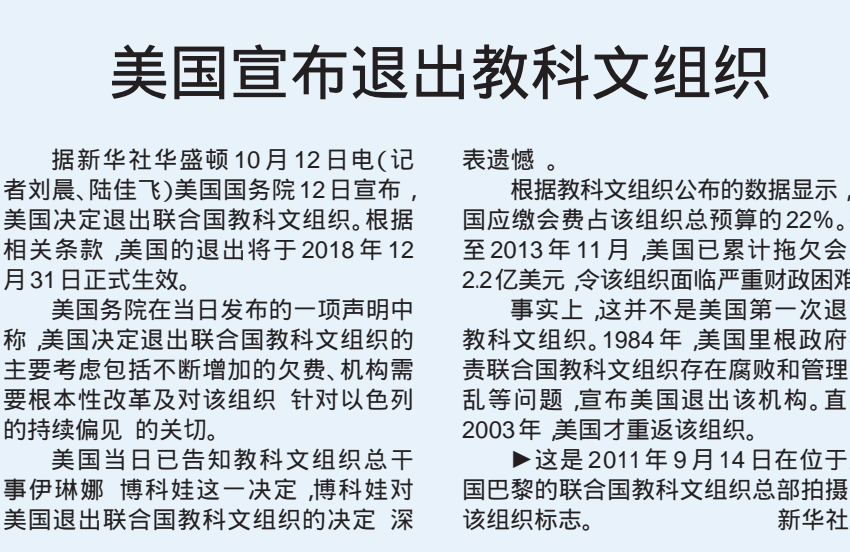 美国宣布退出教科文组织
据新华社华盛顿10月12日电(记
者刘晨、陆佳飞)美国国务院12日宣布，
美国决定退出联合国教科文组织。根据
相关条款，美国的退出将于2018年12
月31日正式生效。
美国务院在当日发布的一项声明中
称，美国决定退出联合国教科文组织的
主要考虑包括不断增加的欠费、机构需
要根本性改革及对该组织 针对以色列
的持续偏见 的关切。
美国当日已告知教科文组织总干
事伊琳娜 博科娃这一决定，博科娃对
美国退出联合国教科文组织的决定 深
表遗憾 。
根据教科文组织公布的数据显示，
国应缴会费占该组织总预算的22%。
至2013年11月，美国已累计拖欠会
2.2亿美元，令该组织面临严重财政困难
事实上，这并不是美国第一次退
教科文组织。1984年，美国里根政府
责联合国教科文组织存在腐败和管理
乱等问题，宣布美国退出该机构。直
2003年，美国才重返该组织。
▶这是2011年9月14日在位于
国巴黎的联合国教科文组织总部拍摄
该组织标志。 新华社